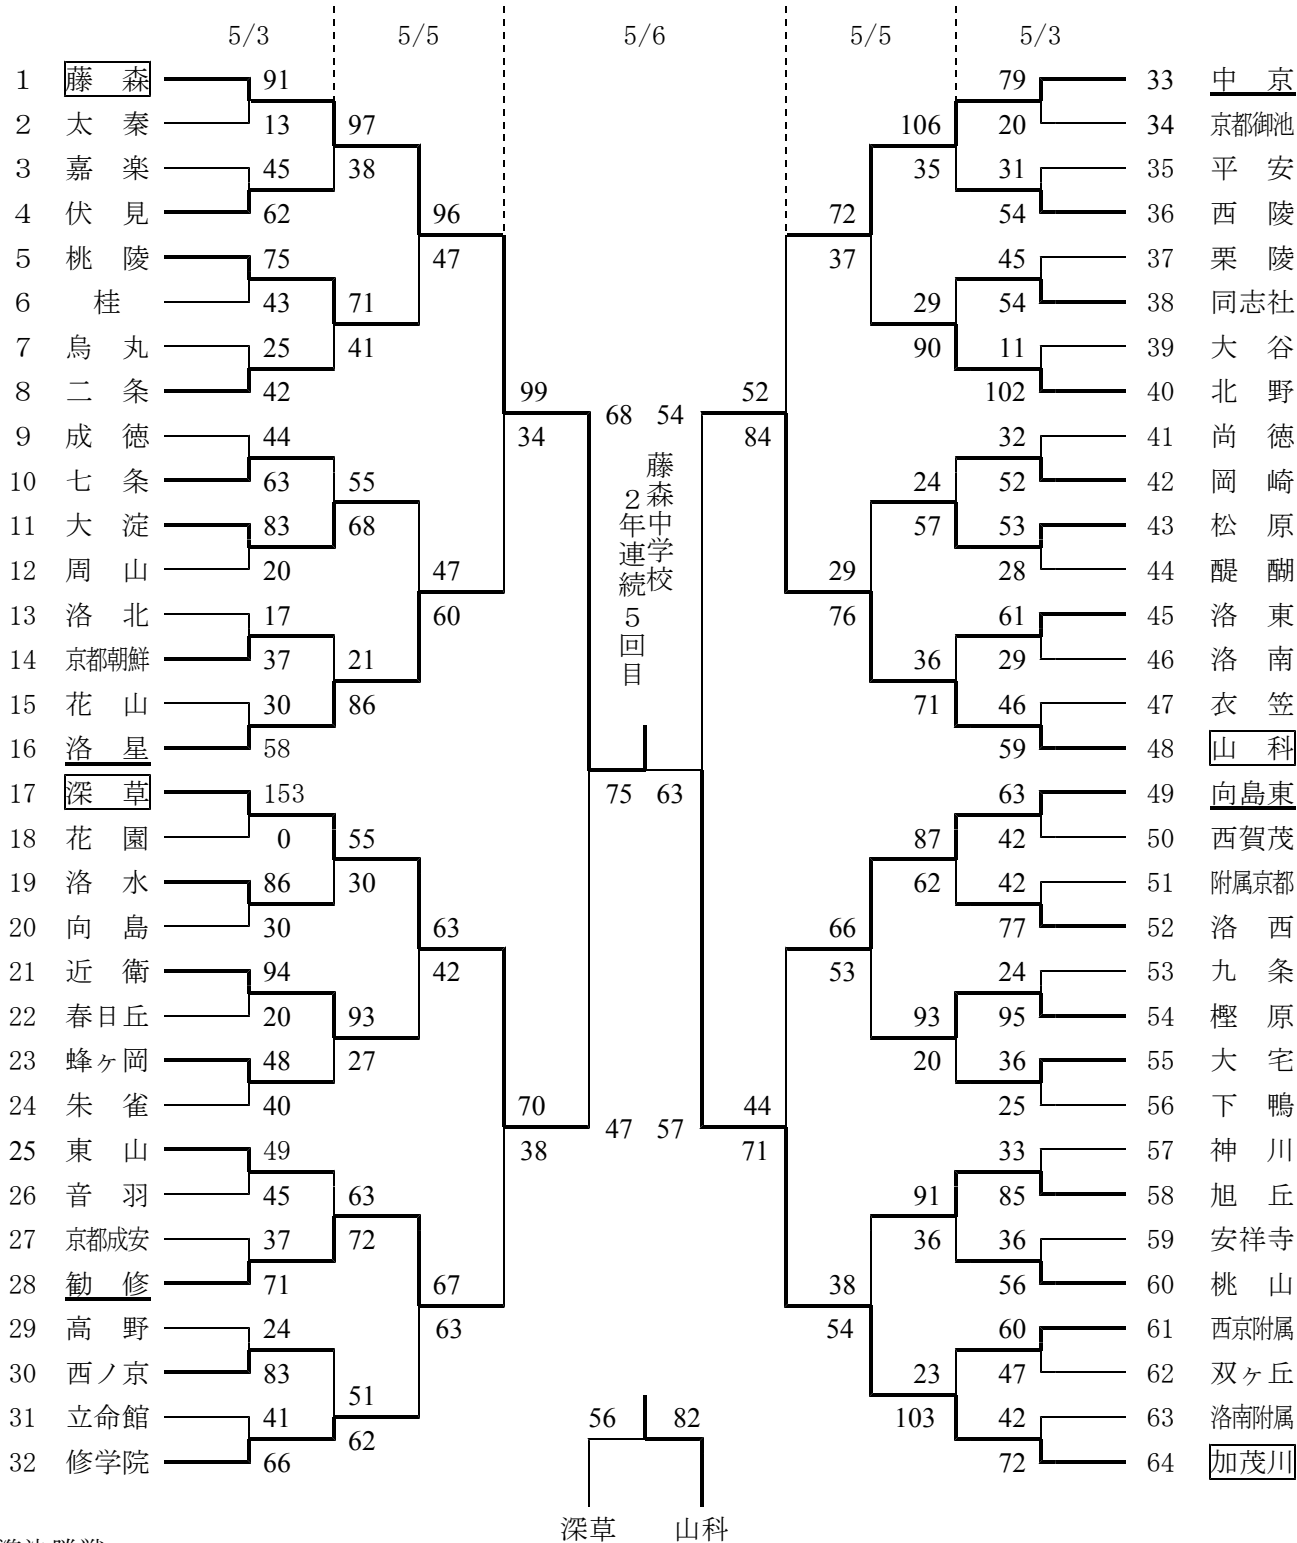 5/3 5/5 5/6 5/5 5/3
1 藤森 91 79 33 中京
2 太秦 13 97 106 20 34 京都御池
3 嘉楽 45 38 35 31 35 平安
4 伏見 62 96 72 54 36 西陵
5 桃陵 75 47 37 45 37 栗陵
6 桂 43 71 29 54 38 同志社
7 烏丸 25 41 90 11 39 大谷
8 二条 42 99 68 54 52 102 40 北野
9 成徳 44 34 84 32 41 尚徳
10 七条 63 55 24 52 42 岡崎
11 大淀 83 68 57 53 43 松原
12 周山 20 47 29 28 44 醍醐
13 洛北 17 60 76 61 45 洛東
14 京都朝鮮 37 21 36 29 46 洛南
15 花山 30 86 71 46 47 衣笠
16 洛星 58 59 48 山科
藤森中学校
2年連続5回目
17 深草 153 75 63 63 49 向島東
18 花園 0 55 87 42 50 西賀茂
19 洛水 86 30 62 42 51 附属京都
20 向島 30 63 66 77 52 洛西
21 近衛 94 42 53 24 53 九条
22 春日丘 20 93 93 95 54 樫原
23 蜂ヶ岡 48 27 20 36 55 大宅
24 朱雀 40 70 47 57 44 25 56 下鴨
25 東山 49 38 71 33 57 神川
26 音羽 45 63 91 85 58 旭丘
27 京都成安 37 72 36 36 59 安祥寺
28 勧修 71 67 38 56 60 桃山
29 高野 24 63 54 60 61 西京附属
30 西ノ京 83 51 23 47 62 双ヶ丘
31 立命館 41 62 56 82 103 42 63 洛南附属
32 修学院 66 72 64 加茂川
深草 山科